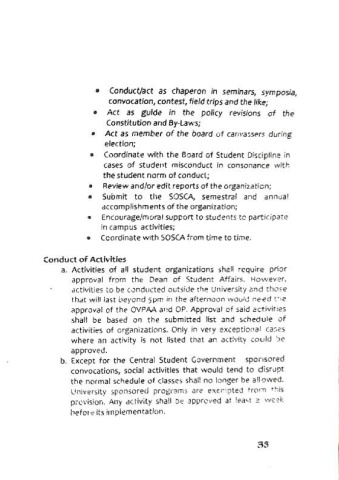 • Conduct/act as chaperon in seminars, symposia,
convocation, contest, field trips and the like;
• Act as guide in the policy revisions of the
Constitution and By-Laws;
• Act as member of the board of canvassers during
election;
• Coordinate with the Board of Student Discipline in
cases of student misconduct in consonance with
the student norm of conduct;
• Review and/or edit reports of the organization;
• Submit to the SOSCA, semestral and annual
accomplishments of the organization;
• Encourage/moral support to students to participate
in campus activities;
• Coordinate with SOSCA from time to time.
Conduct of Activities
a. Activities of all student organizations shall require prior
approval from the Dean of Student Affairs. However,
activities to be conducted outside the University and those
that will last beyond 5pm in the afternoon would need the
approval of the OVPAA and OP. Approval of said activities
shall be based on the submitted list and schedule of
activities of organizations. Only in very exceptional cases
where an activity is not listed that an activity could be
approved.
b. Except for the Central Student Government sponsored
convocations, social activities that would tend to disrupt
the normal schedule of classes shall no longer be allowed.
University sponsored programs are exempted from this
provision. Any activity shall be approved at least 2 week
before its implementation.
33